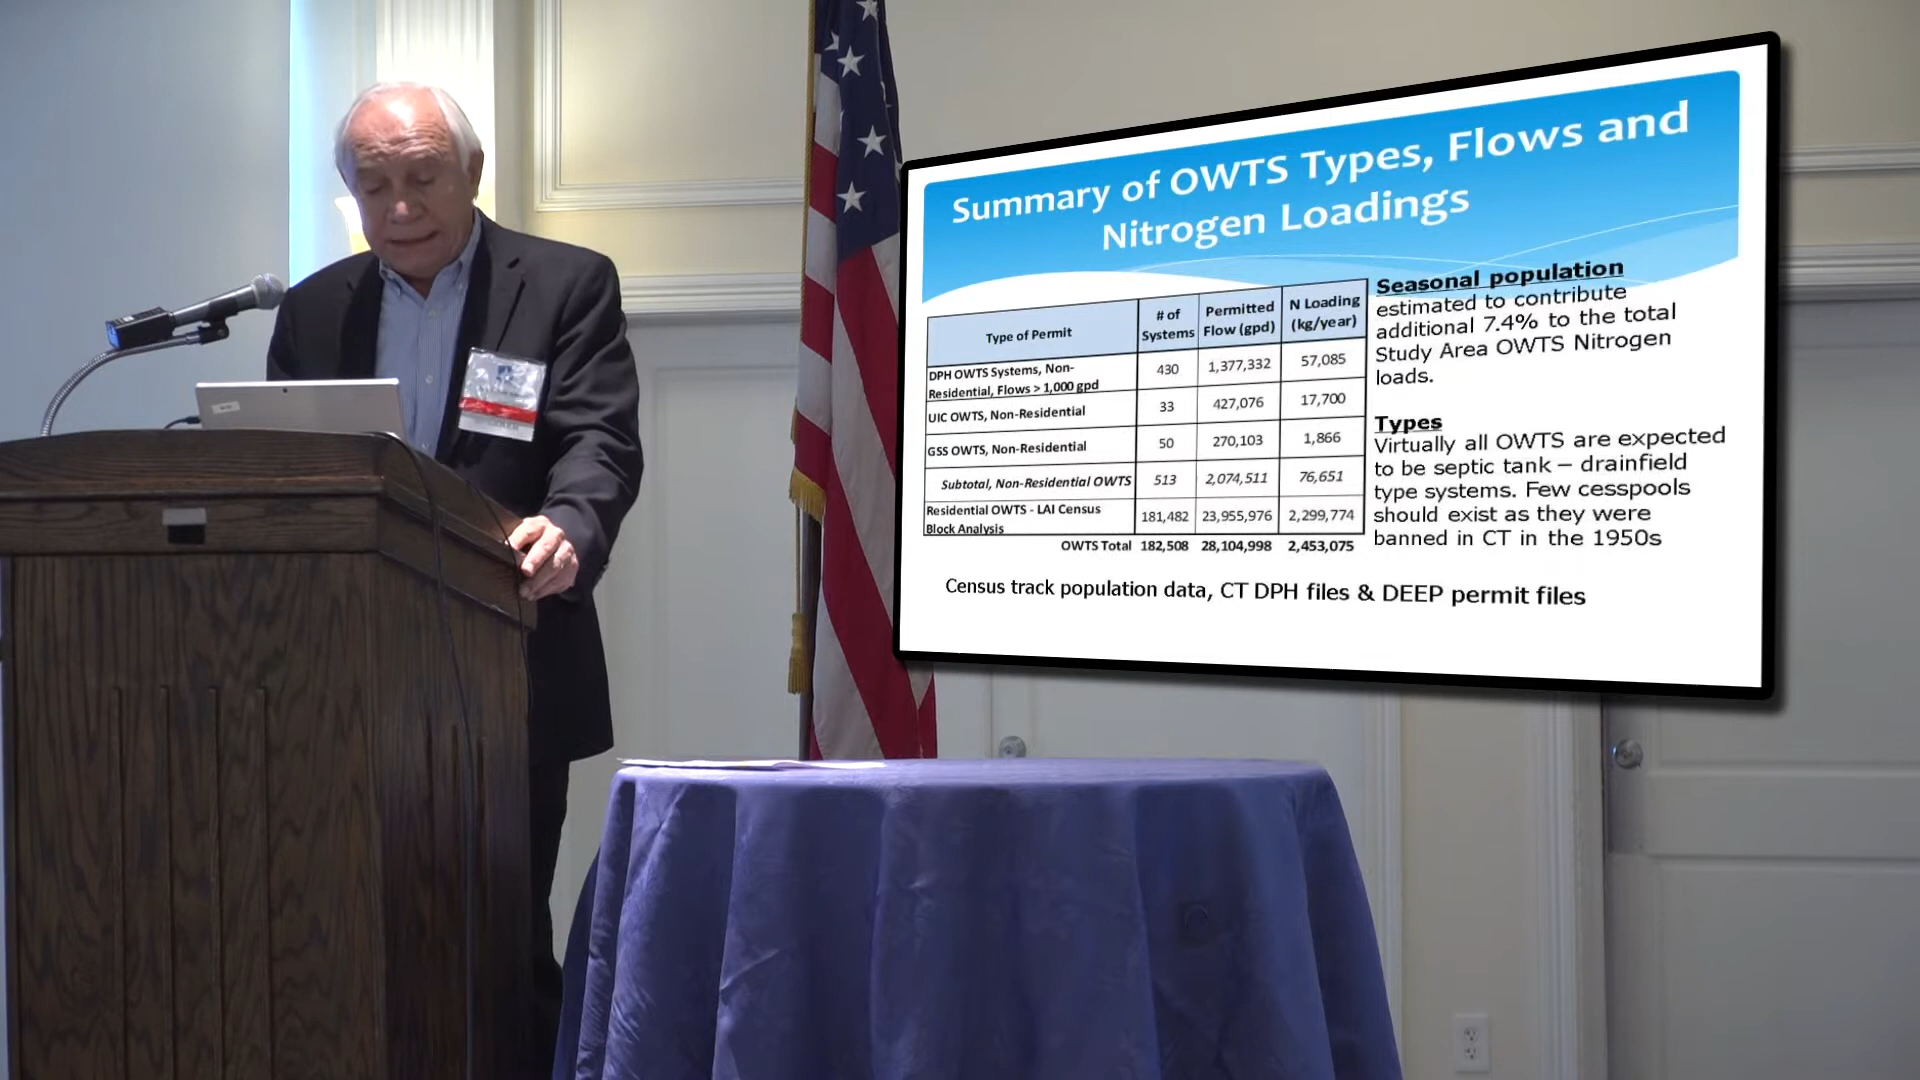 Summary of OWTS Types, Flows and
Nitrogen Loadings
Type of Permit # of Systems Permitted Flow (gpd) N Loading (kg/year)
DPH OWTS Systems, Non-
Residential, Flows > 1,000 gpd 430 1,377,332 57,085
UIC OWTS, Non-Residential 33 427,076 17,700
GSS OWTS, Non-Residential 50 270,103 1,866
Subtotal, Non-Residential OWTS 513 2,074,511 76,651
Residential OWTS - LAI Census
Block Analysis 181,482 23,955,976 2,299,774
OWTS Total 182,508 28,104,998 2,453,075
Seasonal population
estimated to contribute
additional 7.4% to the total
Study Area OWTS Nitrogen
loads.
Types
Virtually all OWTS are expected
to be septic tank – drainfield
type systems. Few cesspools
should exist as they were
banned in CT in the 1950s
Census track population data, CT DPH files & DEEP permit files